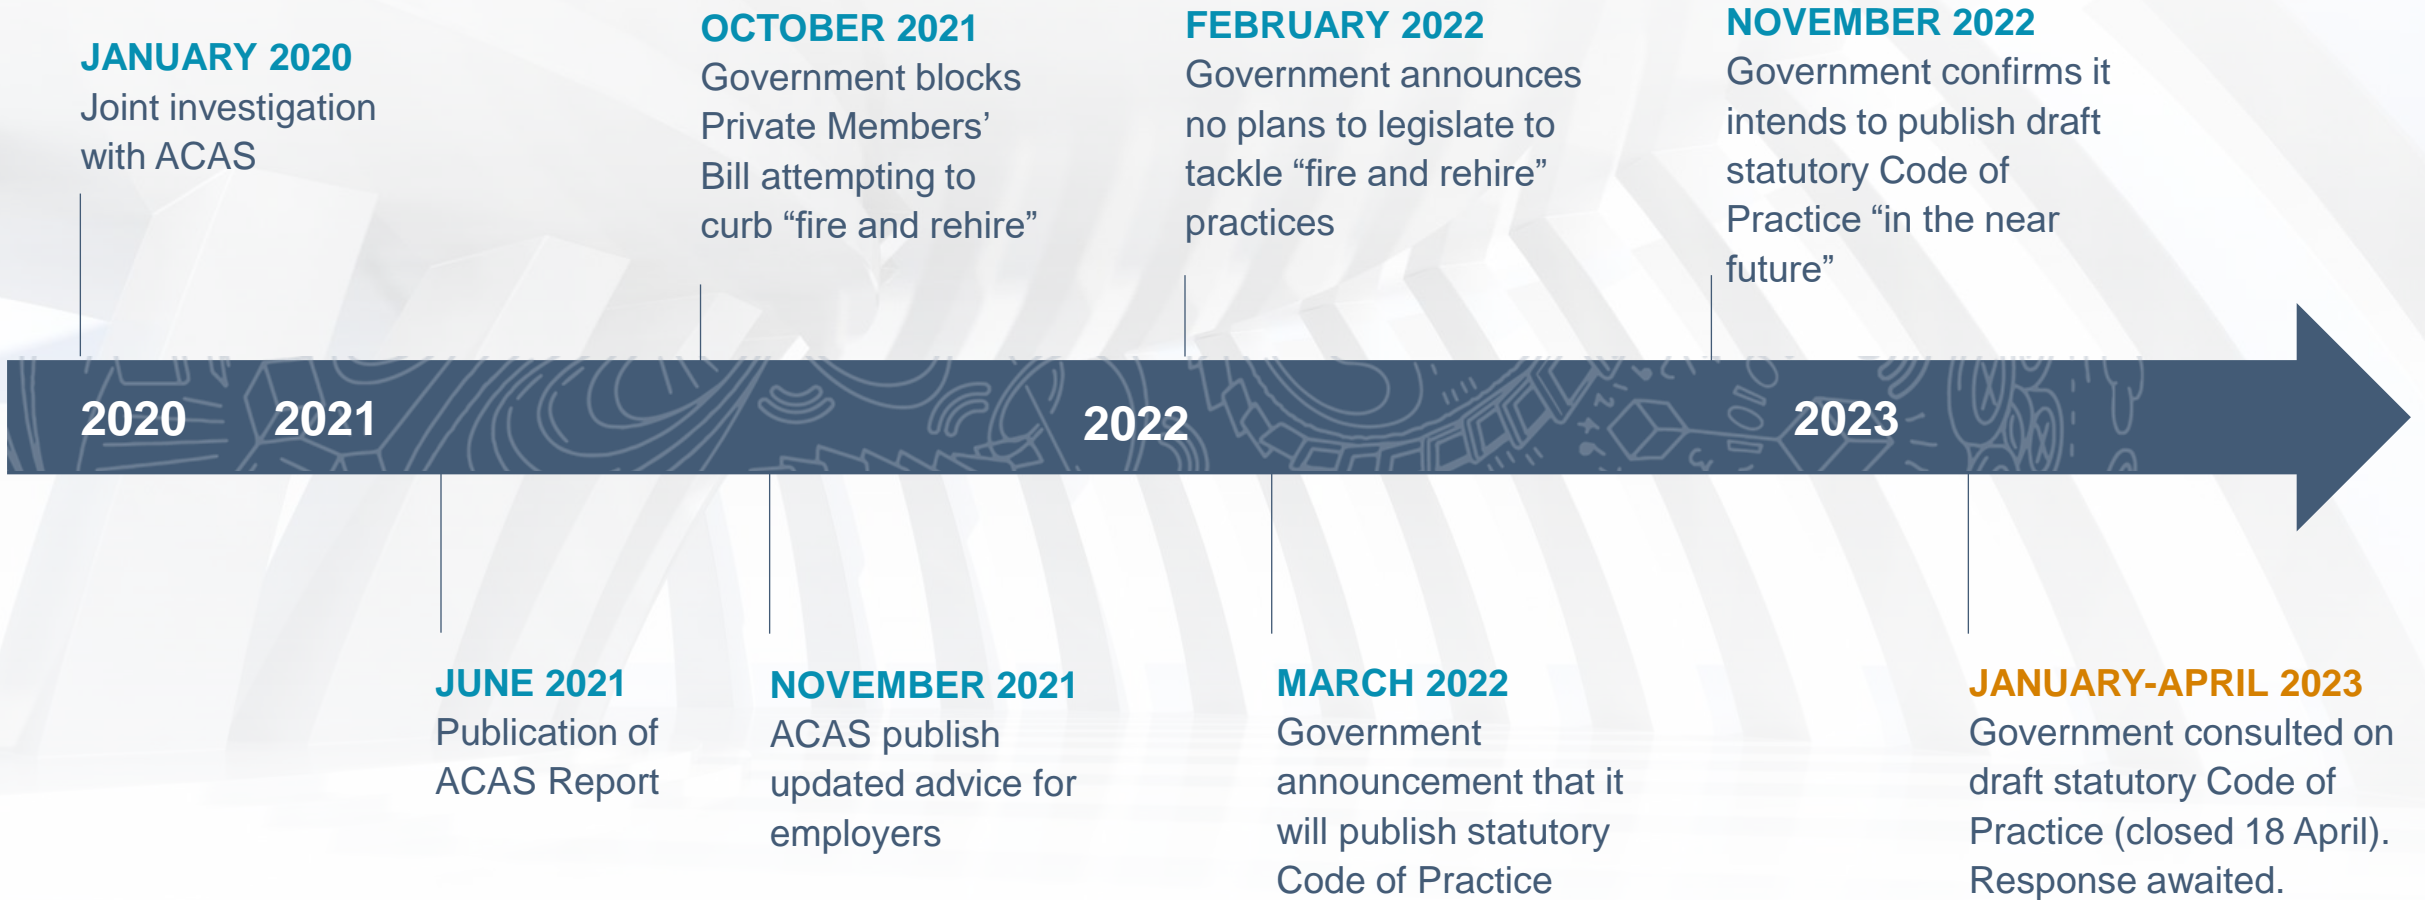 JANUARY 2020
Joint investigation
with ACAS
OCTOBER 2021
Government blocks
Private Members’
Bill attempting to
curb “fire and rehire”
FEBRUARY 2022
Government announces
no plans to legislate to
tackle “fire and rehire”
practices
NOVEMBER 2022
Government confirms it
intends to publish draft
statutory Code of
Practice “in the near
future”
2020
2021
2022
2023
JUNE 2021
Publication of
ACAS Report
NOVEMBER 2021
ACAS publish
updated advice for
employers
MARCH 2022
Government
announcement that it
will publish statutory
Code of Practice
JANUARY-APRIL 2023
Government consulted on
draft statutory Code of
Practice (closed 18 April).
Response awaited.